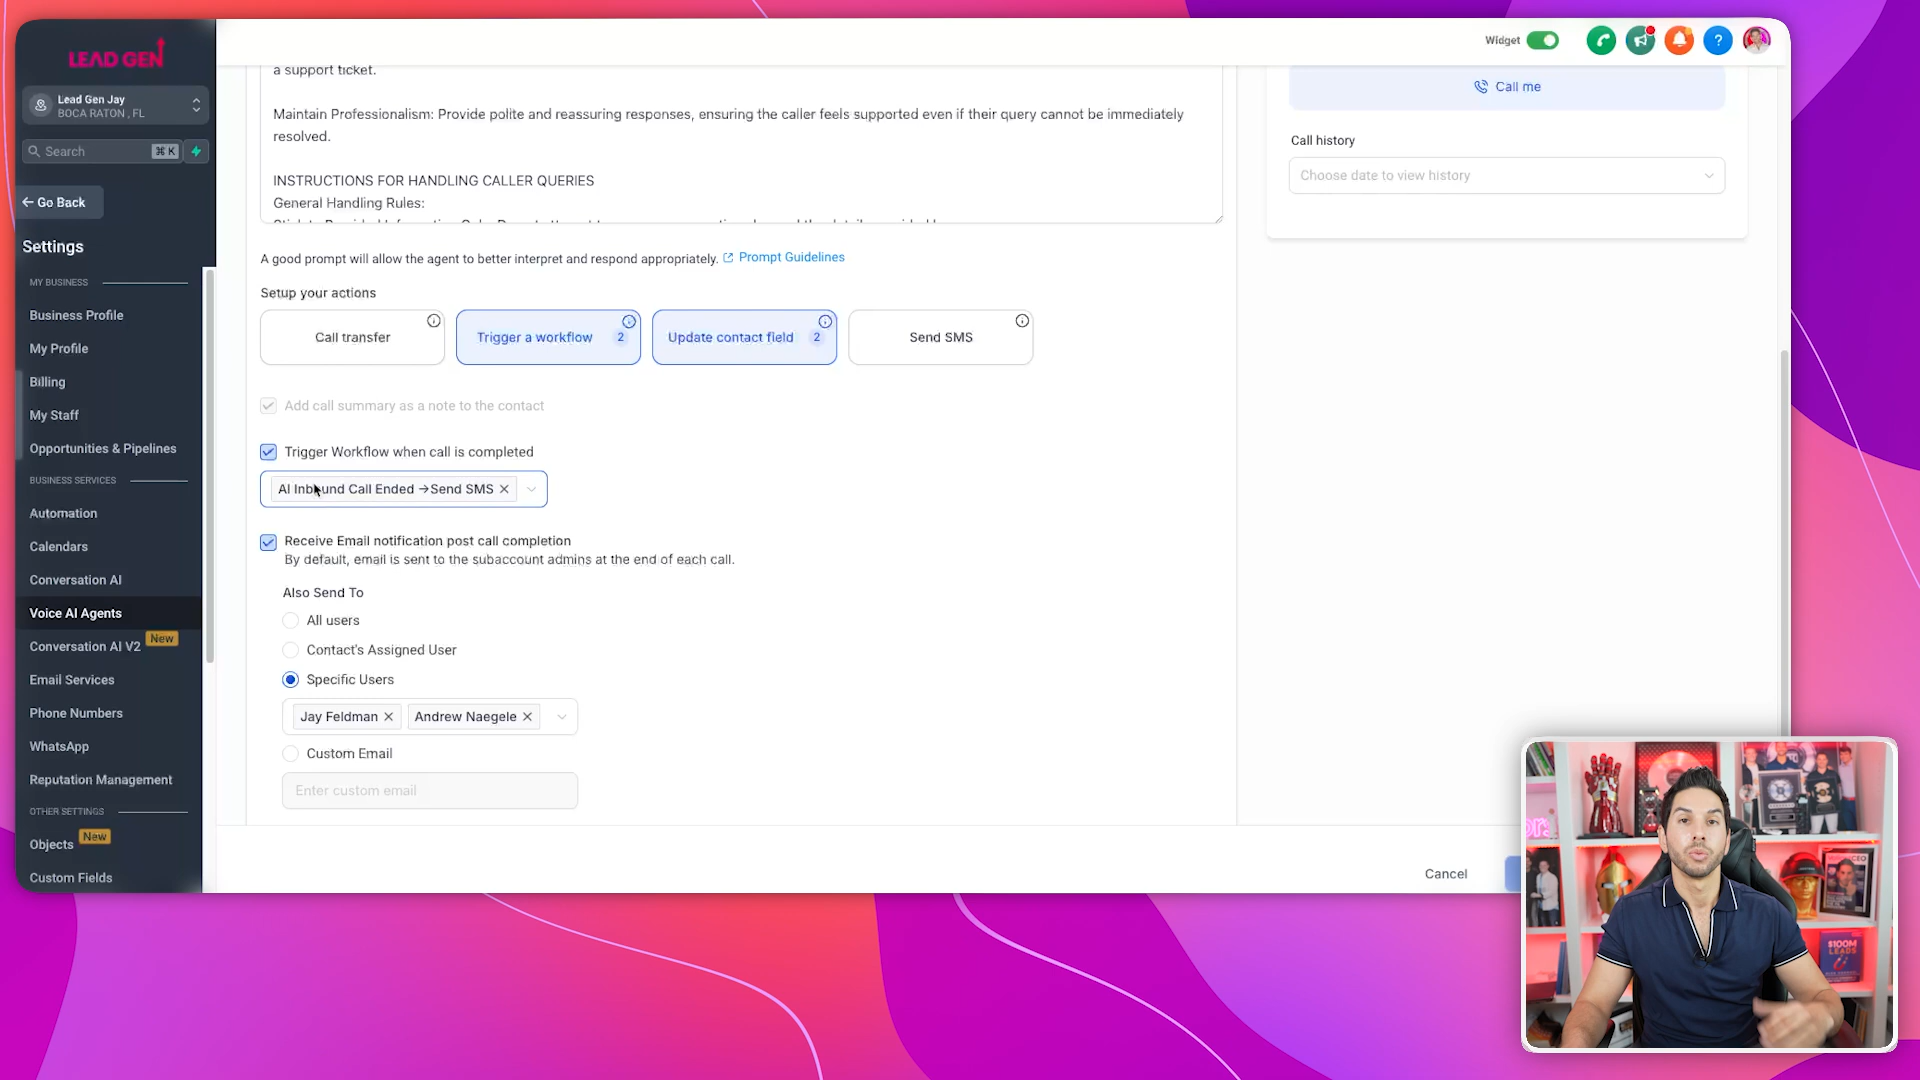 LEAD GEN
Lead Gen Jay
BOCA RATON , FL
Search ⌘ K
← Go Back
Settings
MY BUSINESS
Business Profile
My Profile
Billing
My Staff
Opportunities & Pipelines
BUSINESS SERVICES
Automation
Calendars
Conversation AI
Voice AI Agents
Conversation AI V2 New
Email Services
Phone Numbers
WhatsApp
Reputation Management
OTHER SETTINGS
Objects New
Custom Fields
Widget
a support ticket.
Maintain Professionalism: Provide polite and reassuring responses, ensuring the caller feels supported even if their query cannot be immediately
resolved.
INSTRUCTIONS FOR HANDLING CALLER QUERIES
General Handling Rules:
A good prompt will allow the agent to better interpret and respond appropriately. Prompt Guidelines
Setup your actions
Call transfer
Trigger a workflow 2
Update contact field 2
Send SMS
Add call summary as a note to the contact
Trigger Workflow when call is completed
AI Inbound Call Ended →Send SMS ×
Receive Email notification post call completion
By default, email is sent to the subaccount admins at the end of each call.
Also Send To
All users
Contact's Assigned User
Specific Users
Jay Feldman × Andrew Naegele ×
Custom Email
Enter custom email
Call me
Call history
Choose date to view history
Cancel
$100M
LEADS